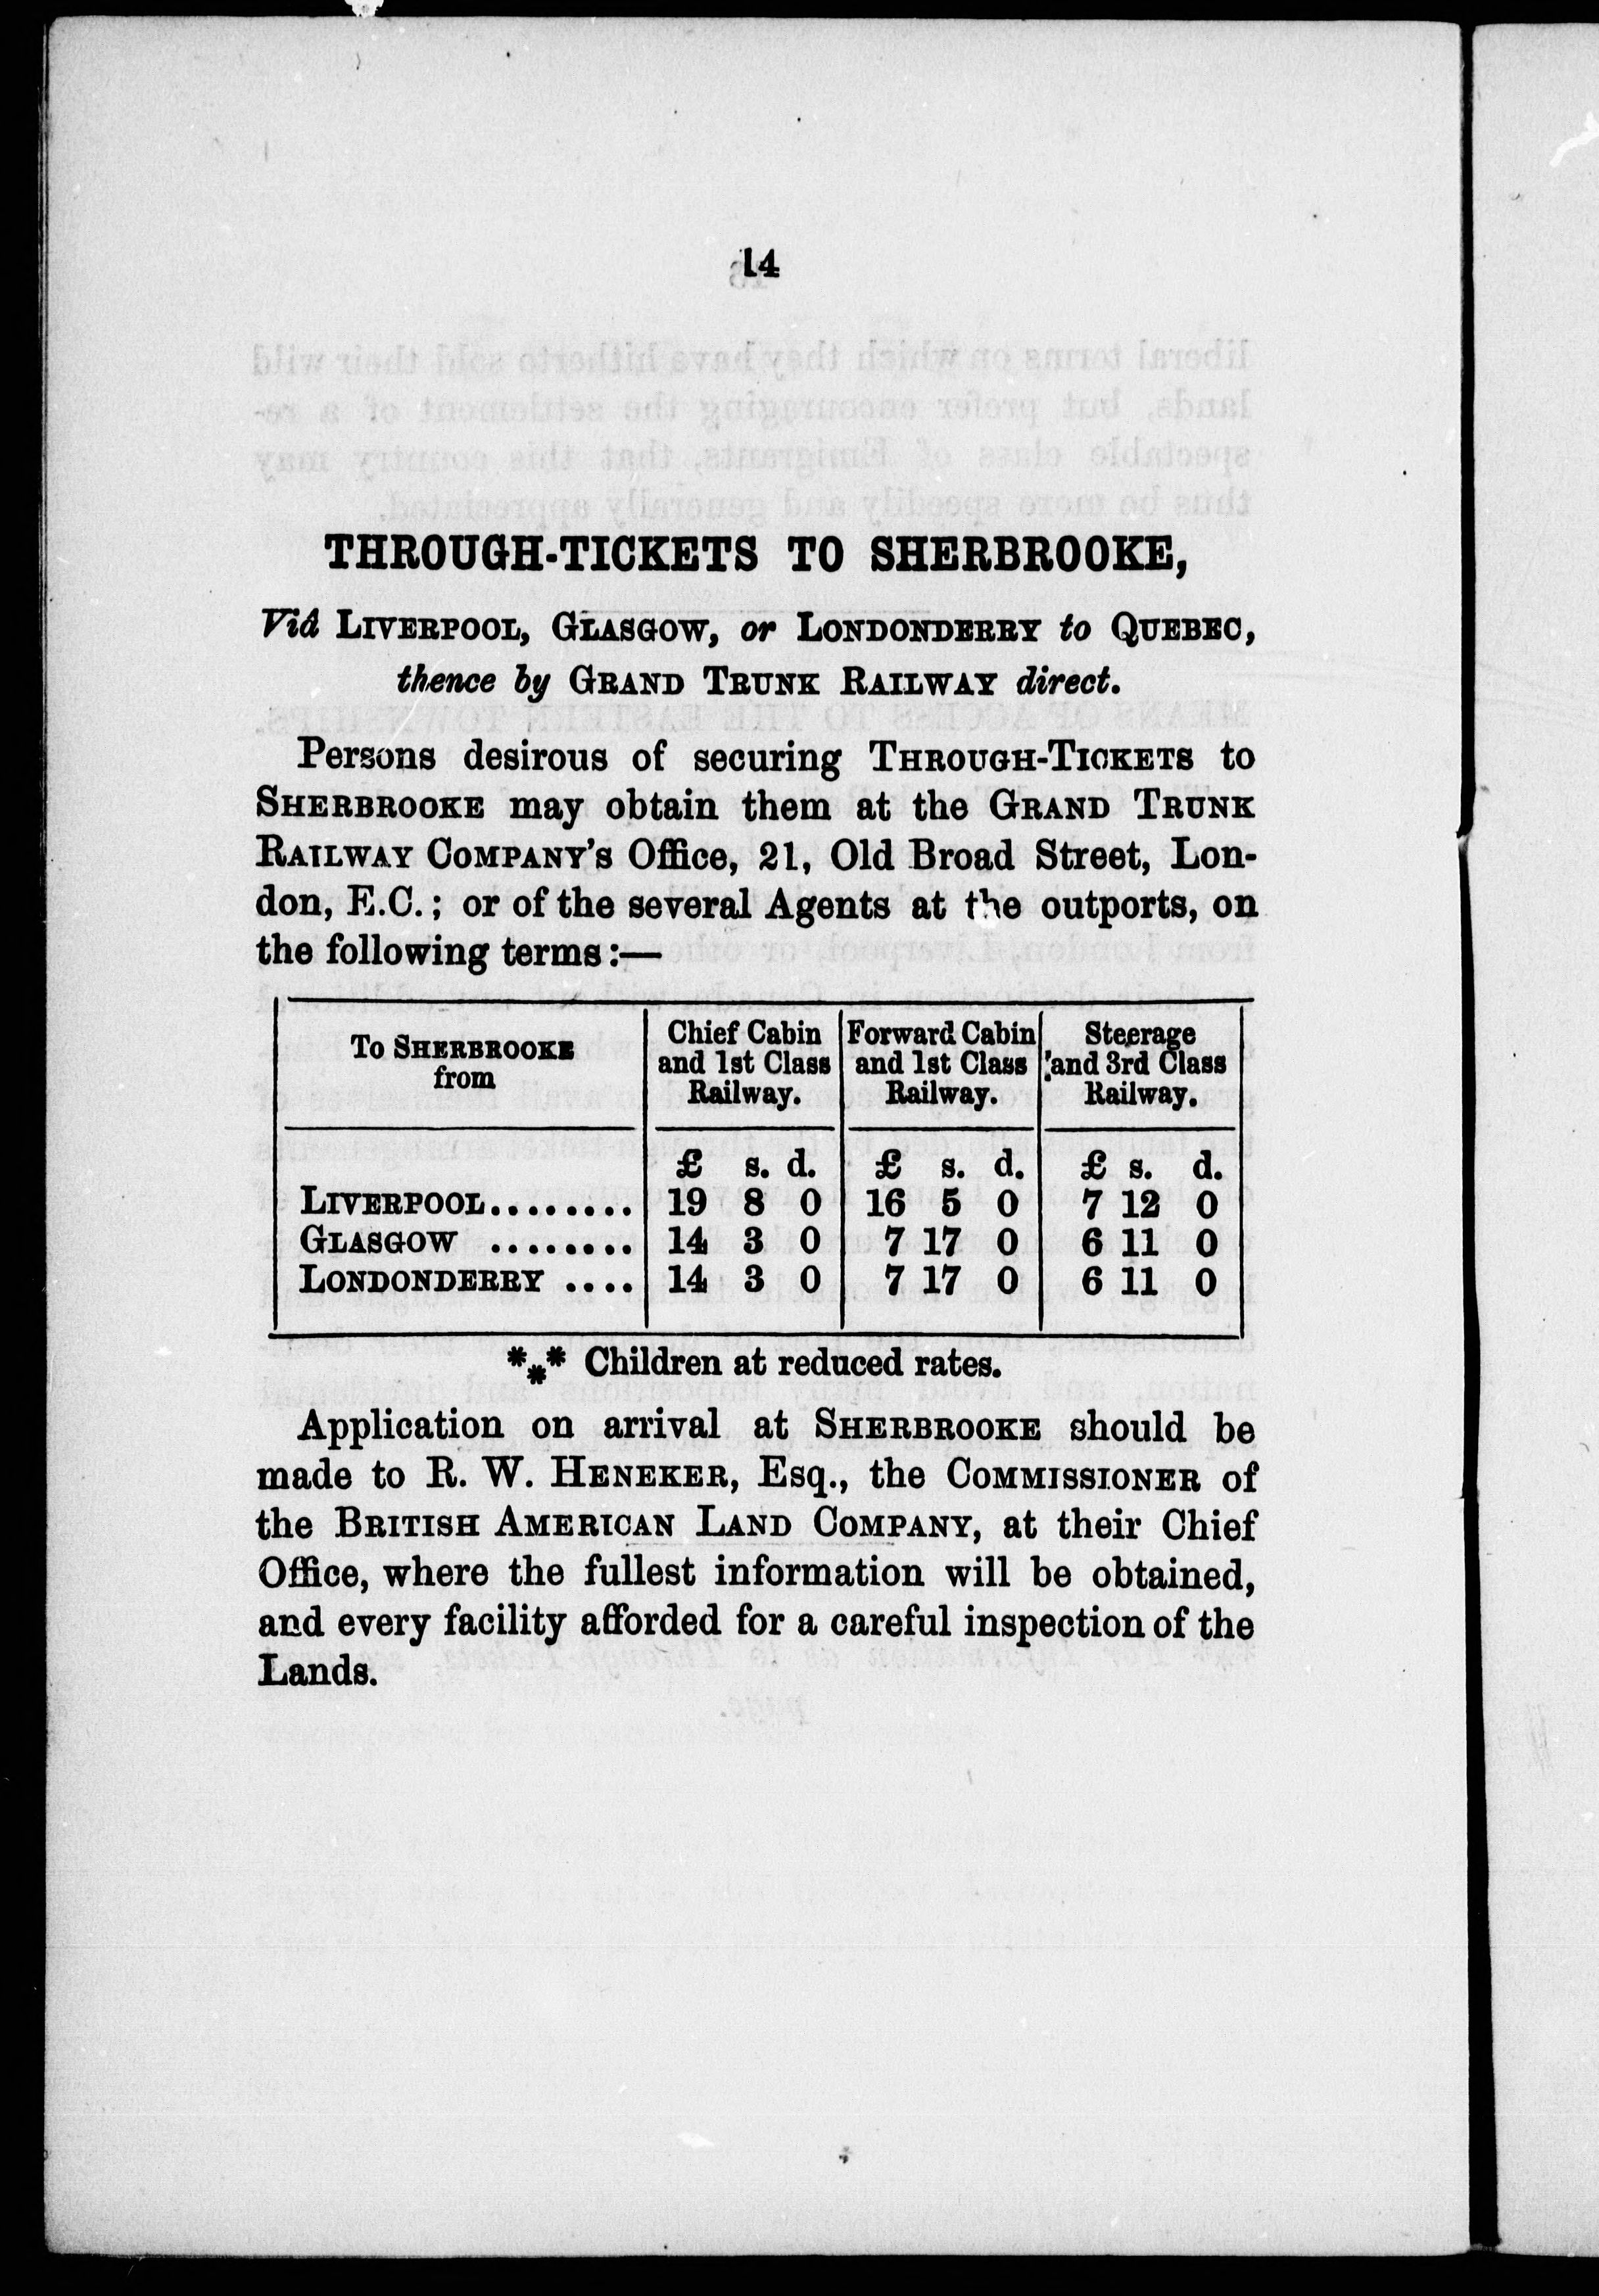 14
THROUGH-TICKETS TO SHERBROOKE,
Viâ LIVERPOOL, GLASGOW, or LONDONDERRY to QUEBEC,
thence by GRAND TRUNK RAILWAY direct.
Persons desirous of securing THROUGH-TICKETS to
SHERBROOKE may obtain them at the GRAND TRUNK
RAILWAY COMPANY'S Office, 21, Old Broad Street, Lon-
don, E.C.; or of the several Agents at the outports, on
the following terms:—
To SHERBROOKE from | Chief Cabin and 1st Class Railway. | Forward Cabin and 1st Class Railway. | Steerage and 3rd Class Railway.
£ s. d. | £ s. d. | £ s. d.
LIVERPOOL........ | 19 8 0 | 16 5 0 | 7 12 0
GLASGOW ........ | 14 3 0 | 7 17 0 | 6 11 0
LONDONDERRY .... | 14 3 0 | 7 17 0 | 6 11 0
*** Children at reduced rates.
Application on arrival at SHERBROOKE should be
made to R. W. HENEKER, Esq., the COMMISSIONER of
the BRITISH AMERICAN LAND COMPANY, at their Chief
Office, where the fullest information will be obtained,
and every facility afforded for a careful inspection of the
Lands.